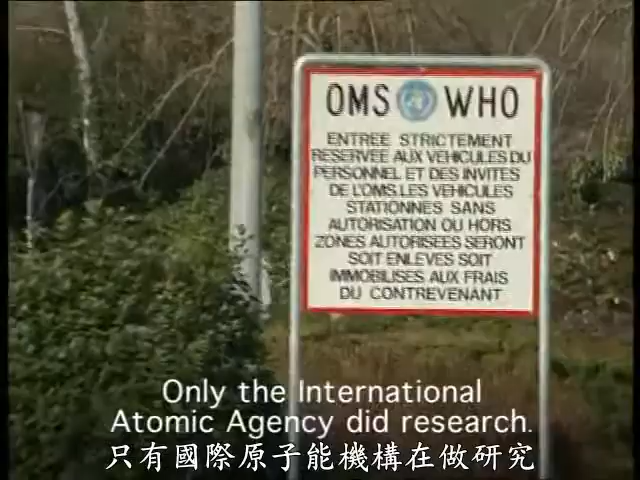 OMS WHO
ENTREE STRICTEMENT
RESERVEE AUX VEHICULES DU
PERSONNEL ET DES INVITES
DE L'OMS.LES VEHICULES
STATIONNES SANS
AUTORISATION OU HORS
ZONES AUTORISEES SERONT
SOIT ENLEVES SOIT
IMMOBILISES AUX FRAIS
DU CONTREVENANT
Only the International
Atomic Agency did research.
只有國際原子能機構在做研究